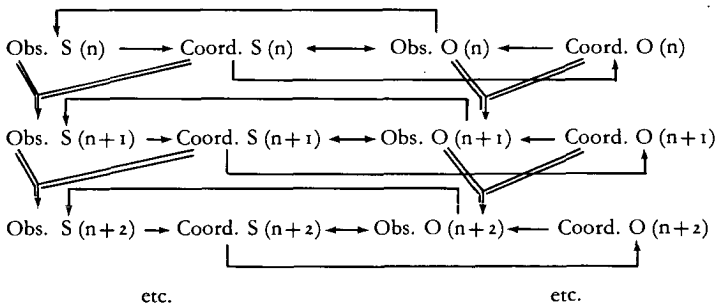 Obs. S (n) Coord. S (n) Obs. O (n) Coord. O (n)
Obs. S (n+1) Coord. S (n+1) Obs. O (n+1) Coord. O (n+1)
Obs. S (n+2) Coord. S (n+2) Obs. O (n+2) Coord. O (n+2)
etc. etc.